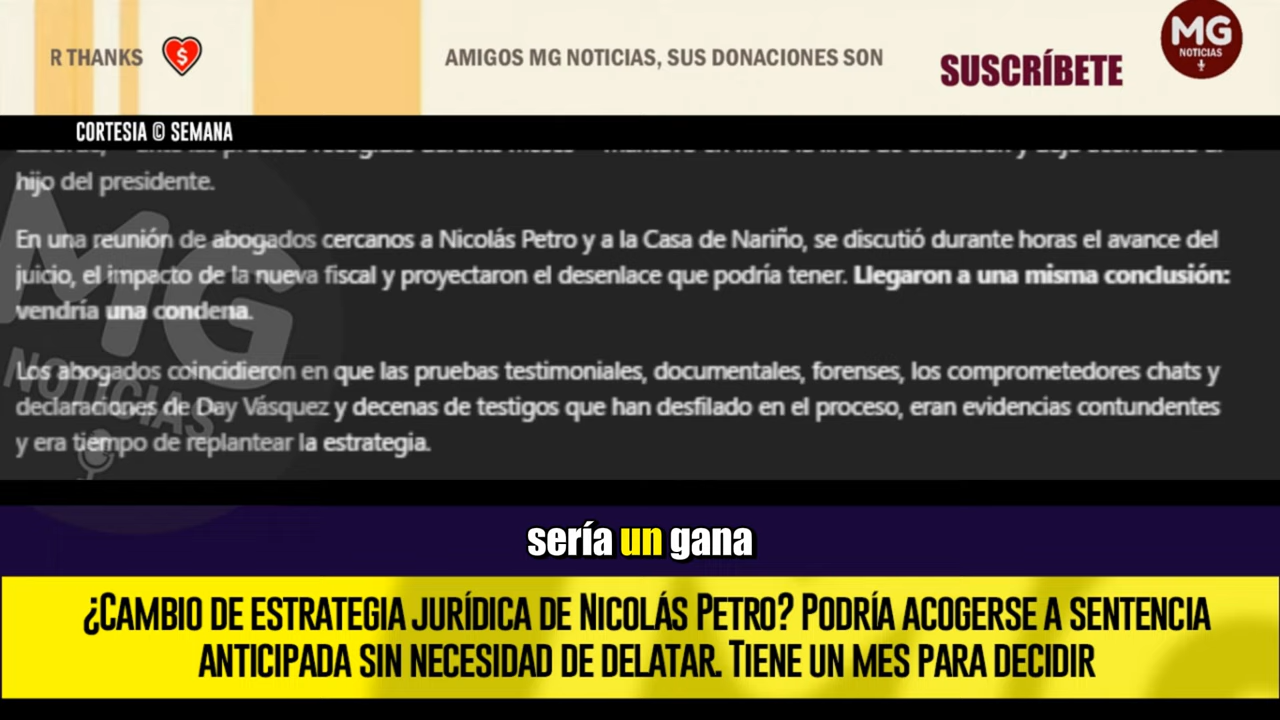 R THANKS
AMIGOS MG NOTICIAS, SUS DONACIONES SON
SUSCRÍBETE
MG
NOTICIAS
CORTESIA © SEMANA
hijo del presidente.
En una reunión de abogados cercanos a Nicolás Petro y a la Casa de Nariño, se discutió durante horas el avance del
juicio, el impacto de la nueva fiscal y proyectaron el desenlace que podría tener. Llegaron a una misma conclusión:
vendría una condena.
Los abogados coincidieron en que las pruebas testimoniales, documentales, forenses, los comprometedores chats y
declaraciones de Day Vásquez y decenas de testigos que han desfilado en el proceso, eran evidencias contundentes
y era tiempo de replantear la estrategia.
MG
NOTICIAS
sería un gana
¿CAMBIO DE ESTRATEGIA JURÍDICA DE NICOLÁS PETRO? PODRÍA ACOGERSE A SENTENCIA
ANTICIPADA SIN NECESIDAD DE DELATAR. TIENE UN MES PARA DECIDIR